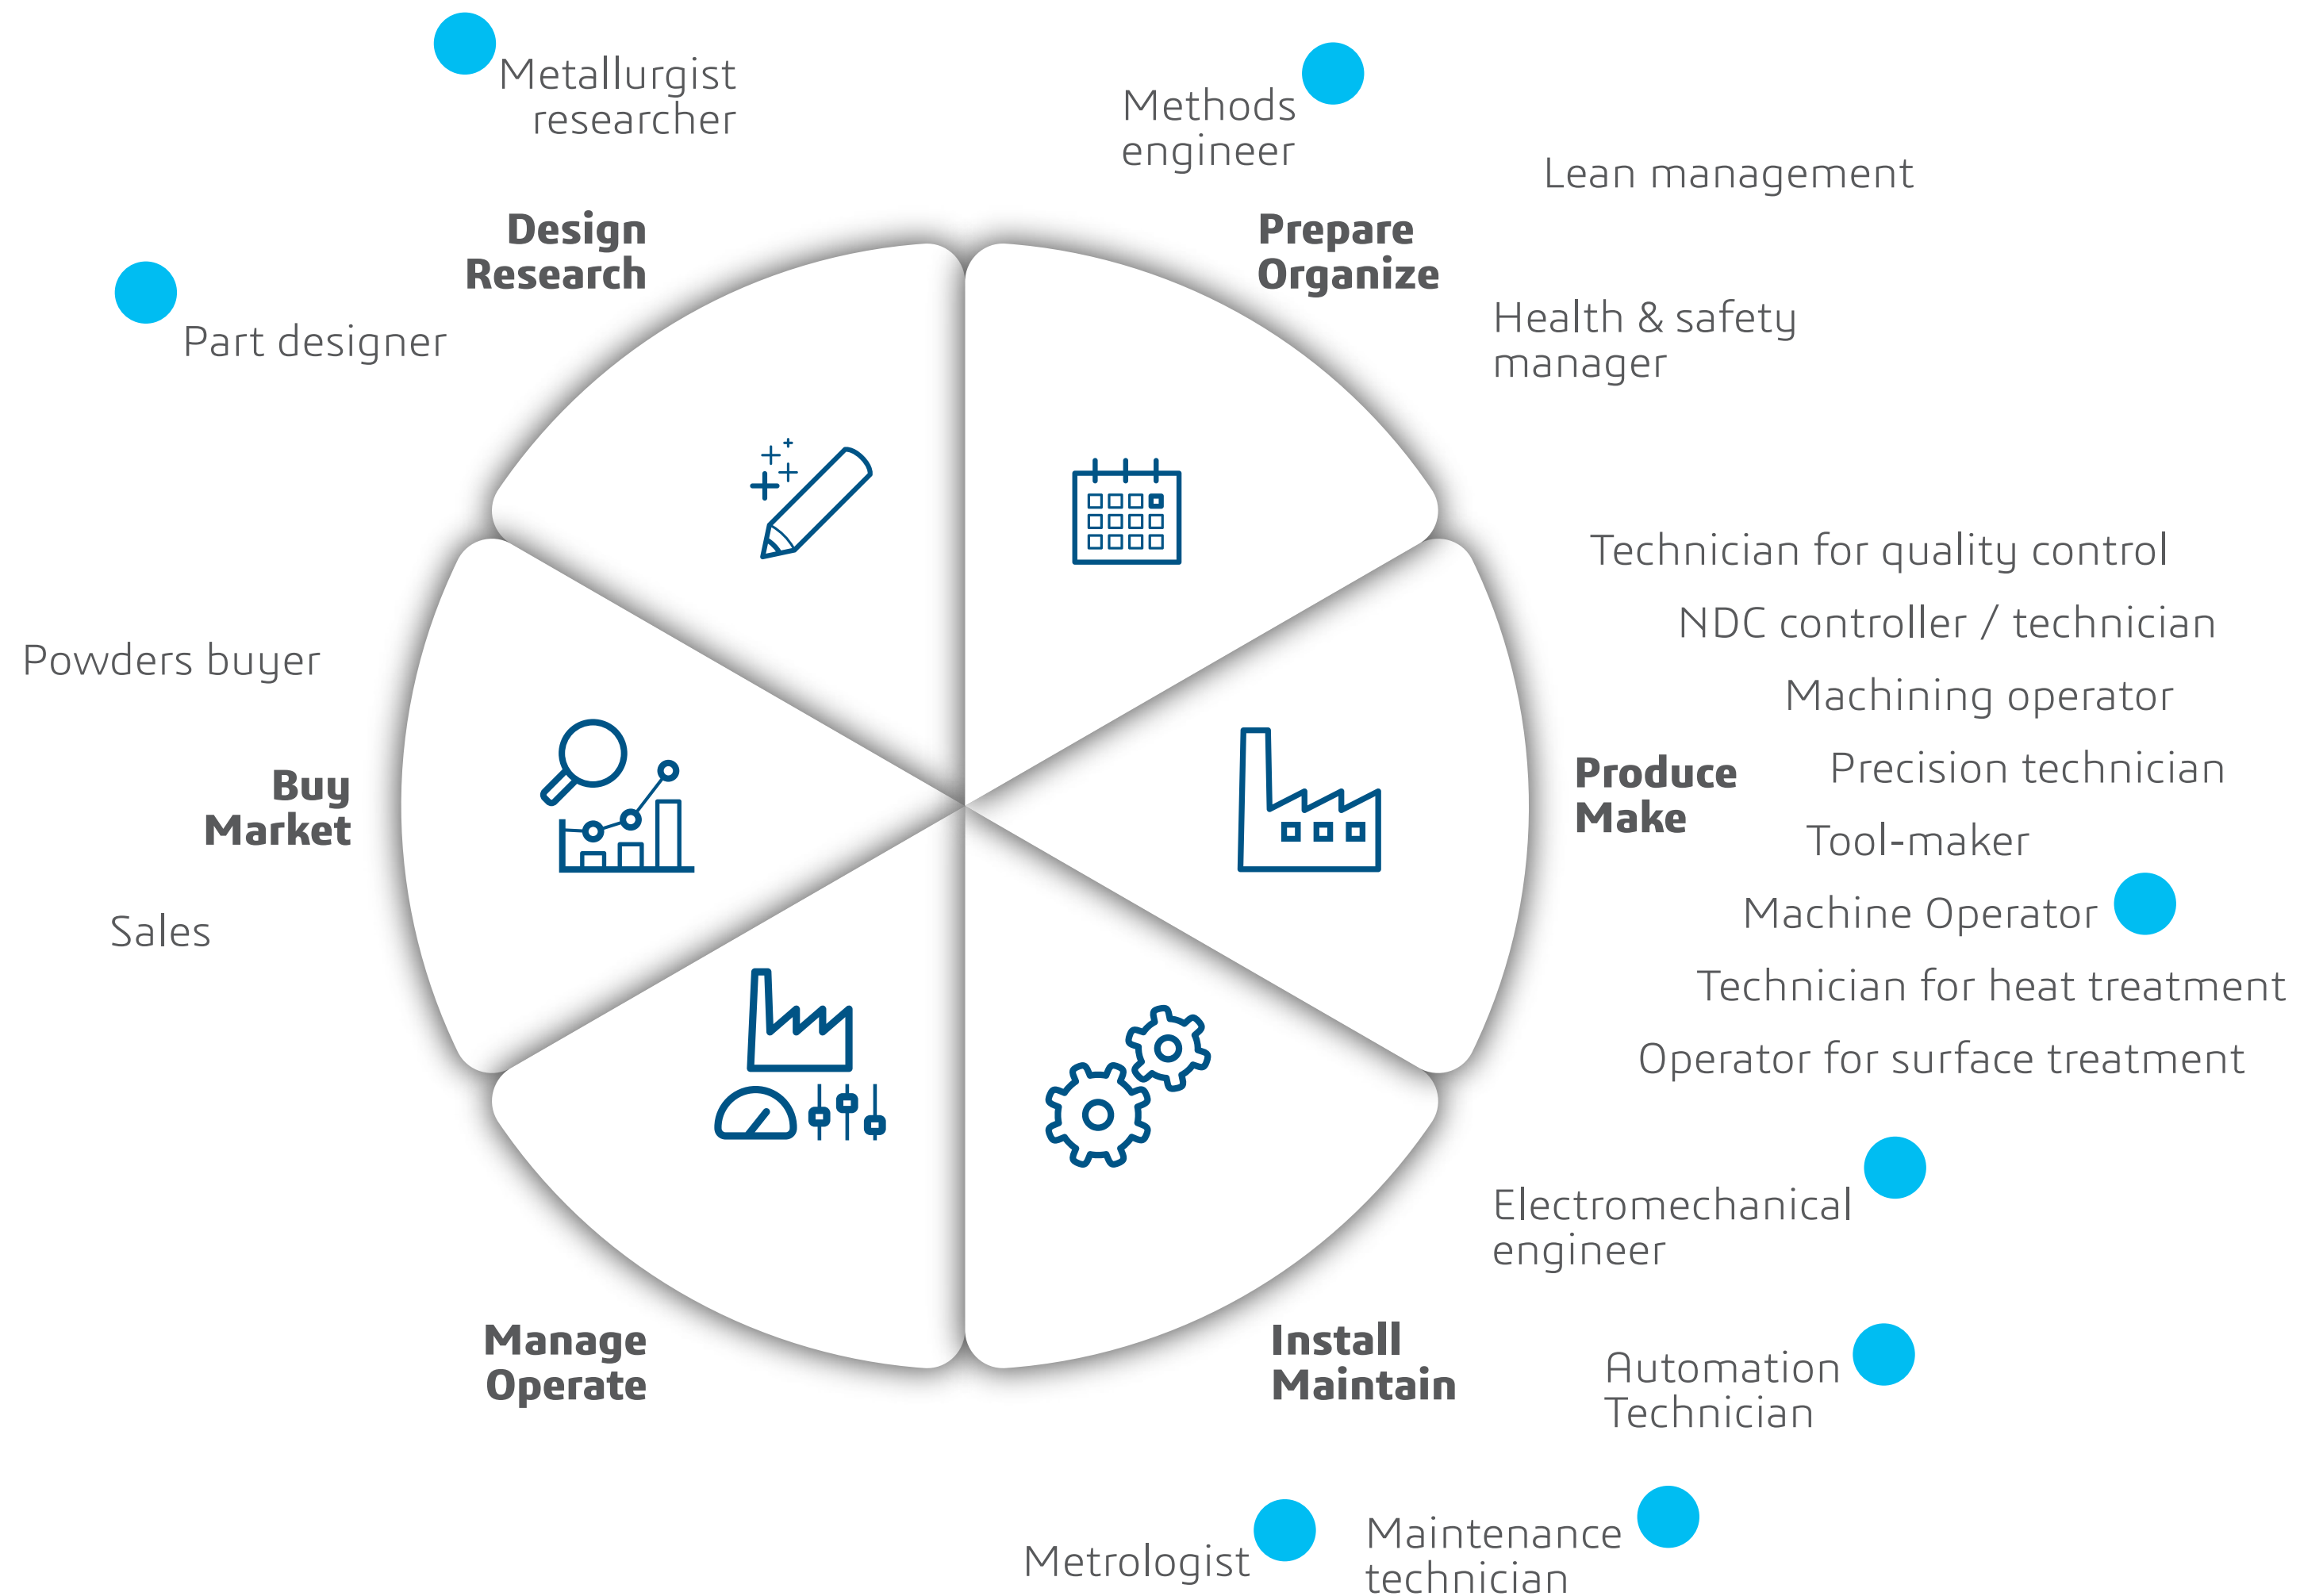 Metallurgist
researcher
Methods
engineer
Lean management
Design
Research
Prepare
Organize
Part designer
Health & safety
manager
Technician for quality control
NDC controller / technician
Machining operator
Precision technician
Tool-maker
Machine Operator
Technician for heat treatment
Operator for surface treatment
Produce
Make
Powders buyer
Buy
Market
Sales
Electromechanical
engineer
Manage
Operate
Install
Maintain
Automation
Technician
Metrologist
Maintenance
technician